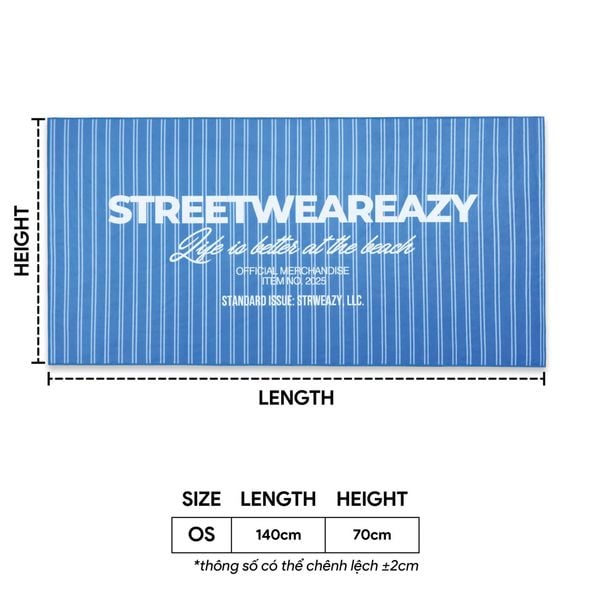 HEIGHT
STREETWEAREAZY
Life is better at the beach
OFFICIAL MERCHANDISE
ITEM NO. 2025
STANDARD ISSUE: STRWEAZY, LLC.
LENGTH
SIZE LENGTH HEIGHT
OS 140cm 70cm
*thông số có thể chênh lệch ±2cm